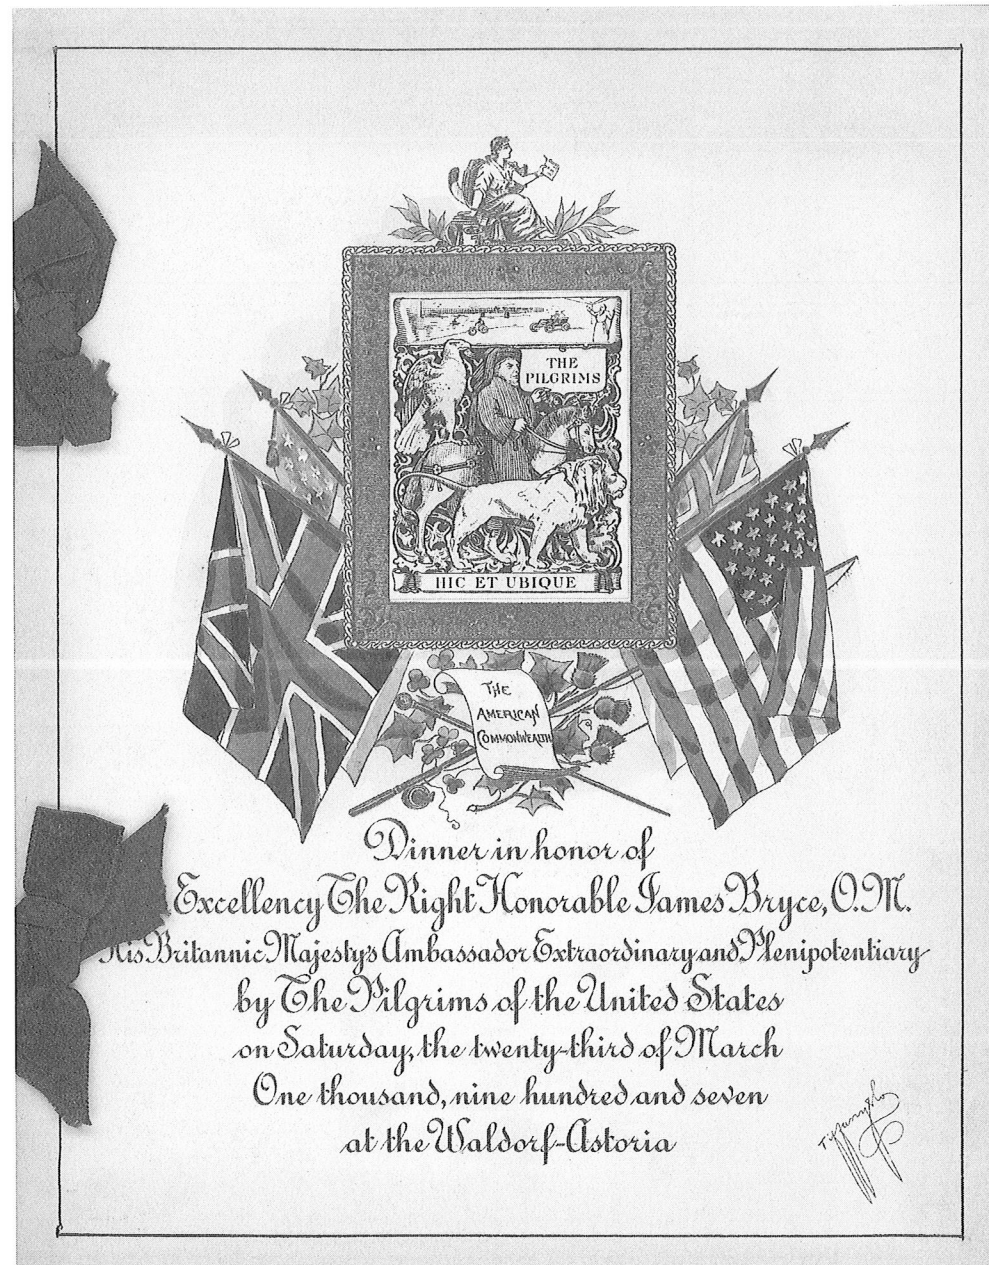 THE
PILGRIMS
HIC ET UBIQUE
THE
AMERICAN
COMMONWEALTH
Dinner in honor of
Excellency The Right Honorable James Bryce, O.M.
His Britannic Majesty's Ambassador Extraordinary and Plenipotentiary
by The Pilgrims of the United States
on Saturday, the twenty-third of March
One thousand, nine hundred and seven
at the Waldorf-Astoria
Tiffany & Co